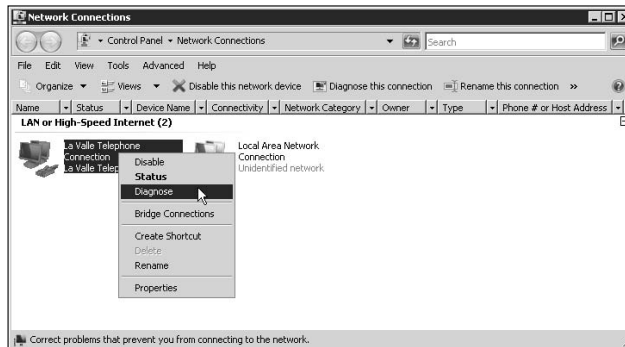 Network Connections
Control Panel ▾ Network Connections
Search
File Edit View Tools Advanced Help
Organize Views Disable this network device Diagnose this connection Rename this connection »
Name Status Device Name Connectivity Network Category Owner Type Phone # or Host Address
LAN or High-Speed Internet (2)
La Valle Telephone
Connection
La Valle Telep
Local Area Network
Connection
Unidentified network
Disable
Status
Diagnose
Bridge Connections
Create Shortcut
Delete
Rename
Properties
Correct problems that prevent you from connecting to the network.